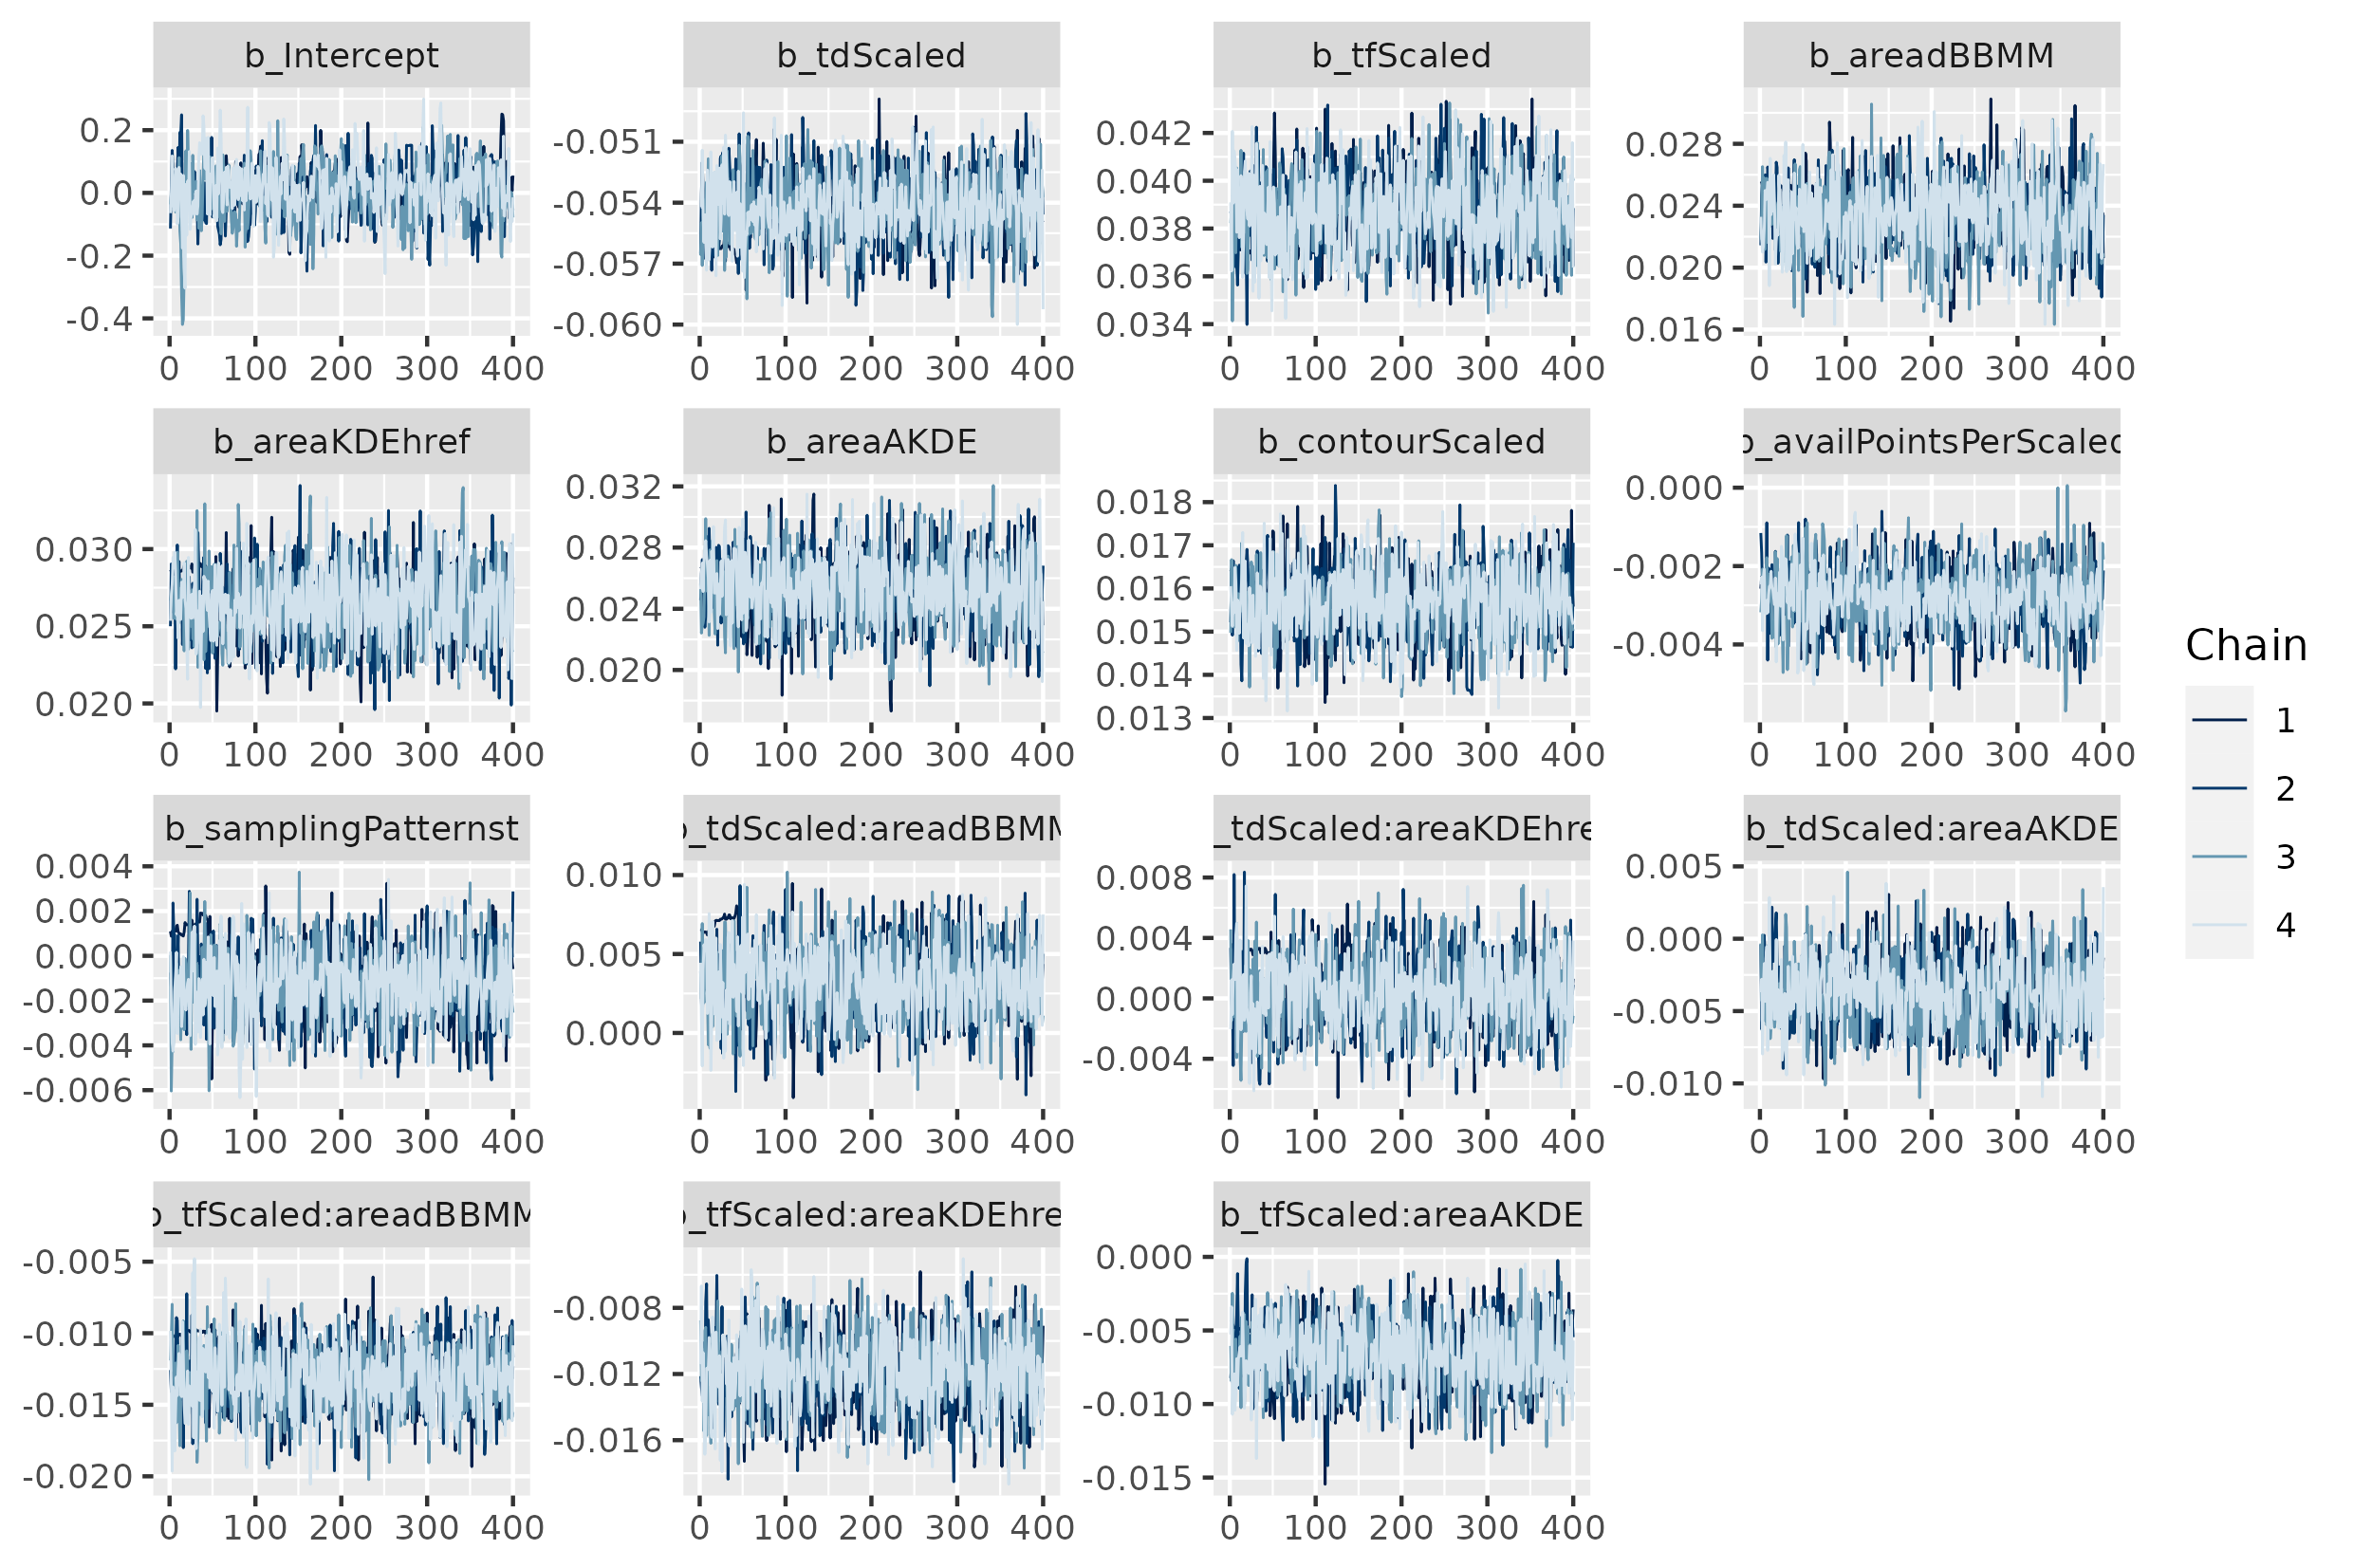 b_Intercept b_tdScaled b_tfScaled b_areadBBMM
0.2 0.0 -0.2 -0.4
-0.051 -0.054 -0.057 -0.060
0.042 0.040 0.038 0.036 0.034
0.028 0.024 0.020 0.016
0 100 200 300 400 0 100 200 300 400 0 100 200 300 400 0 100 200 300 400
b_areaKDEhref b_areaAKDE b_contourScaled b_availPointsPerScaled
0.030 0.025 0.020
0.032 0.028 0.024 0.020
0.018 0.017 0.016 0.015 0.014 0.013
0.000 -0.002 -0.004
0 100 200 300 400 0 100 200 300 400 0 100 200 300 400 0 100 200 300 400
b_samplingPatternst b_tdScaled:areadBBMM _tdScaled:areaKDEhre b_tdScaled:areaAKDE
0.004 0.002 0.000 -0.002 -0.004 -0.006
0.010 0.005 0.000
0.008 0.004 0.000 -0.004
0.005 0.000 -0.005 -0.010
0 100 200 300 400 0 100 200 300 400 0 100 200 300 400 0 100 200 300 400
b_tfScaled:areadBBMM b_tfScaled:areaKDEhre b_tfScaled:areaAKDE
-0.005 -0.010 -0.015 -0.020
-0.008 -0.012 -0.016
0.000 -0.005 -0.010 -0.015
0 100 200 300 400 0 100 200 300 400 0 100 200 300 400
Chain
1
2
3
4